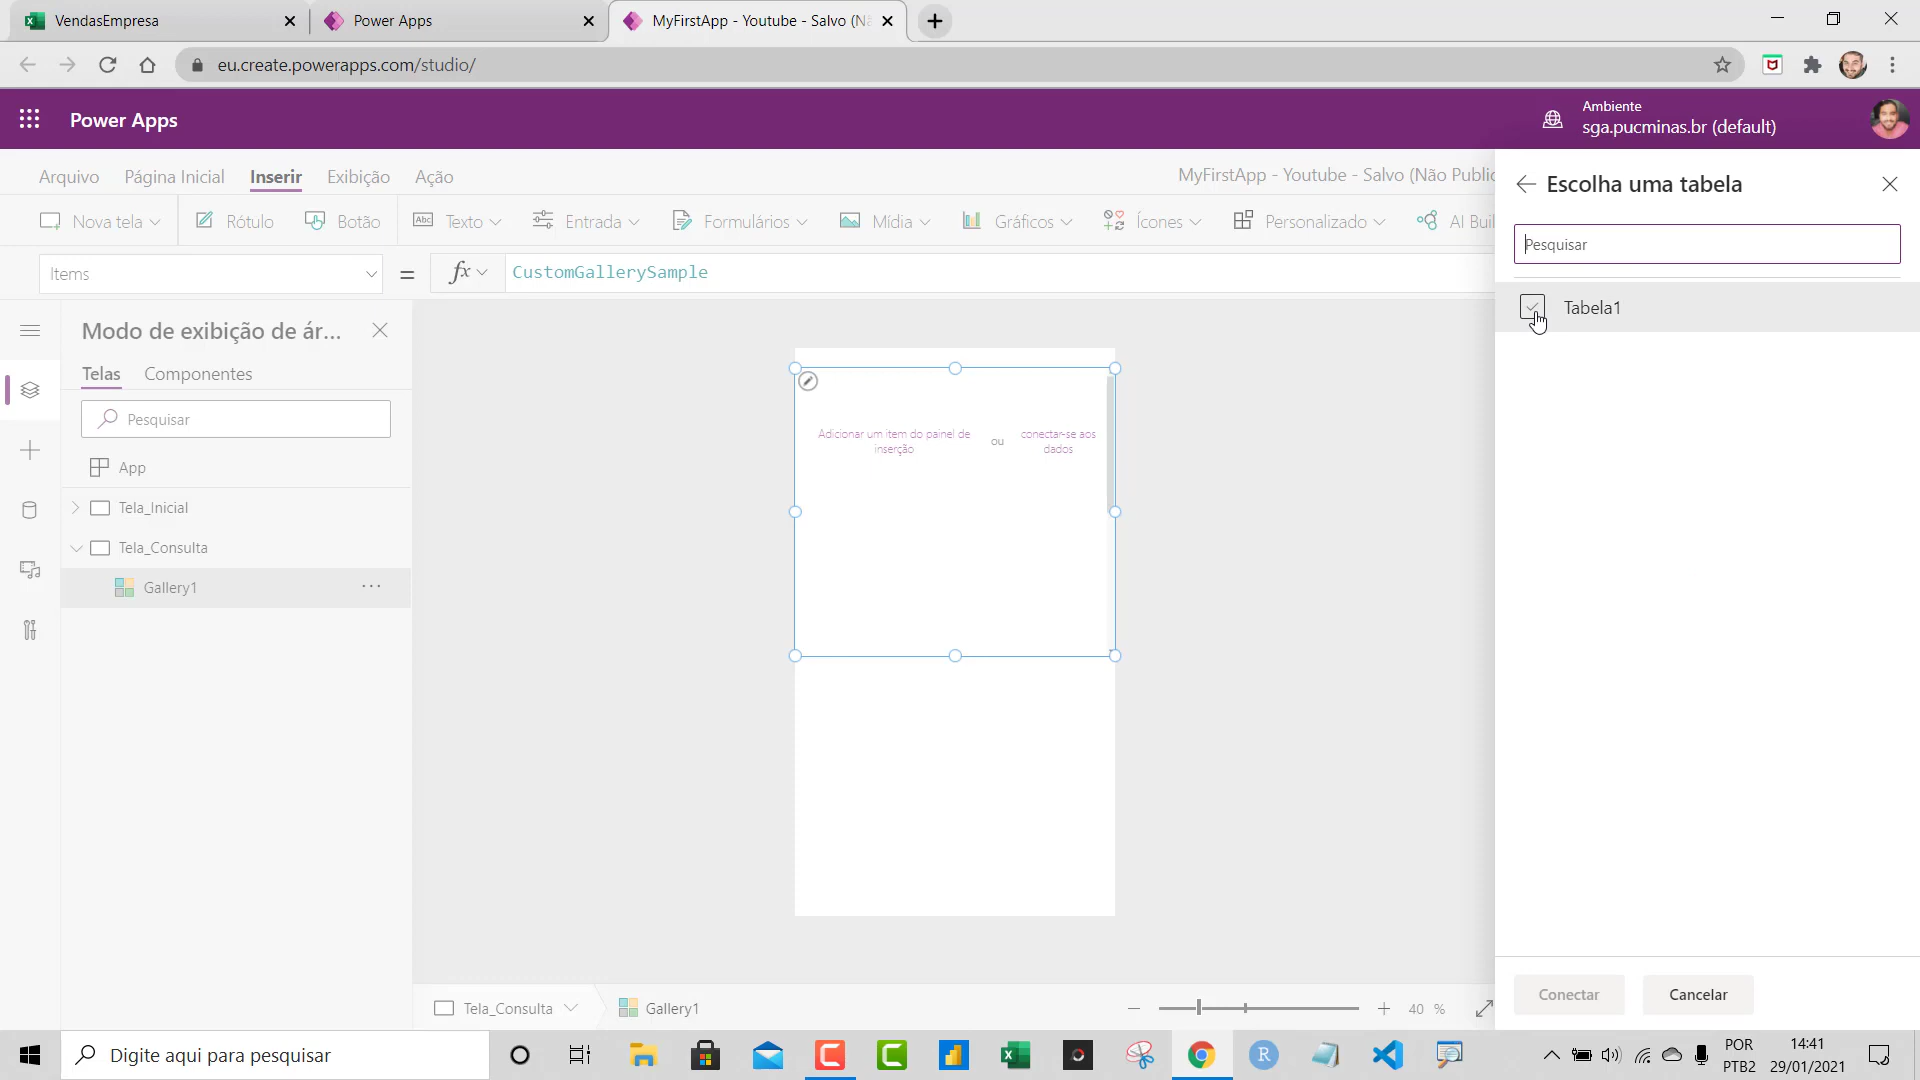 VendasEmpresa
Power Apps
MyFirstApp - Youtube - Salvo (Nã
eu.create.powerapps.com/studio/
Power Apps
Ambiente
sga.pucminas.br (default)
Arquivo
Página Inicial
Inserir
Exibição
Ação
MyFirstApp - Youtube - Salvo (Não Public
Escolha uma tabela
Nova tela
Rótulo
Botão
Abc
Texto
Entrada
Formulários
Mídia
Gráficos
Ícones
Personalizado
AI Buil
Pesquisar
Items
=
fx
CustomGallerySample
Tabela1
Modo de exibição de ár...
Telas
Componentes
Pesquisar
App
Tela_Inicial
Tela_Consulta
Gallery1
Adicionar um item do painel de
inserção
ou
conectar-se aos
dados
Conectar
Cancelar
Tela_Consulta
Gallery1
40 %
Digite aqui para pesquisar
POR
PTB2
14:41
29/01/2021